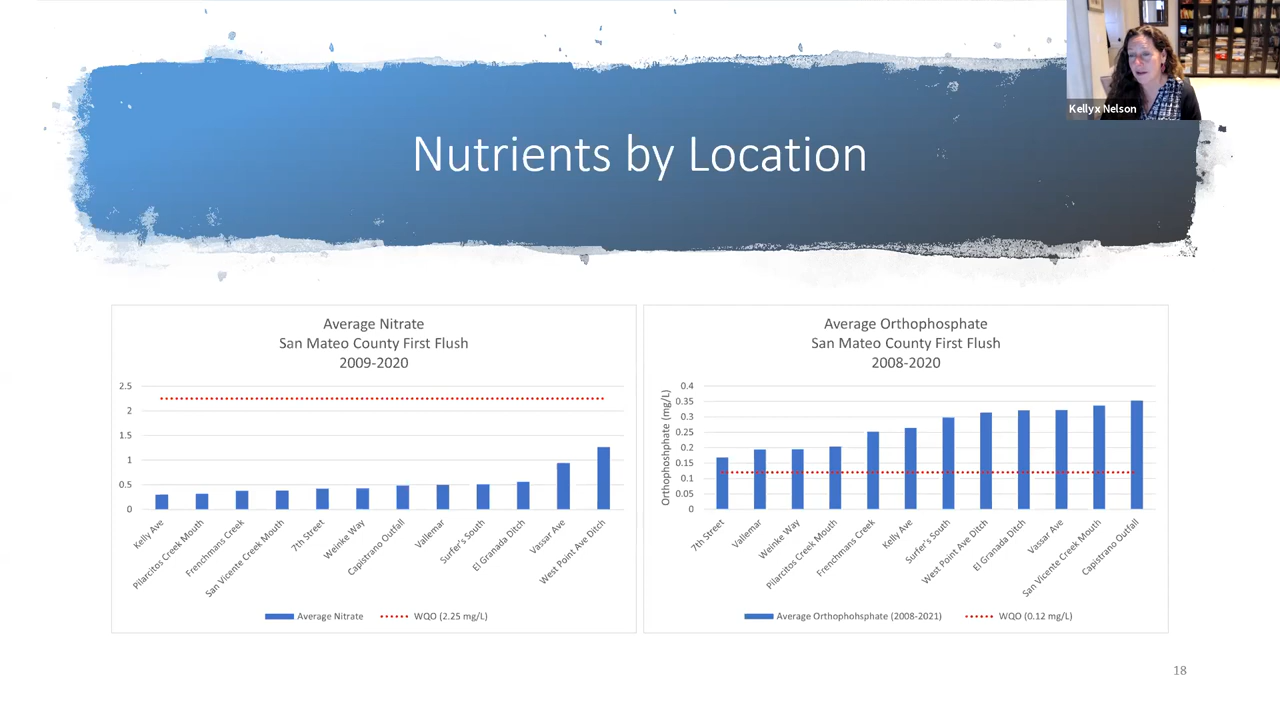 Kellyx Nelson
Nutrients by Location
Average Nitrate
San Mateo County First Flush
2009-2020
2.5
2
1.5
1
0.5
0
Kelly Ave
Pilarcitos Creek Mouth
Frenchmans Creek
San Vicente Creek Mouth
7th Street
Weinke Way
Capistrano Outfall
Vallemar
Surfer's South
El Granada Ditch
Vassar Ave
West Point Ave Ditch
Average Nitrate
WQO (2.25 mg/L)
Average Orthophosphate
San Mateo County First Flush
2008-2020
Orthophoshphate (mg/L)
0.4
0.35
0.3
0.25
0.2
0.15
0.1
0.05
0
7th Street
Vallemar
Weinke Way
Pilarcitos Creek Mouth
Frenchmans Creek
Kelly Ave
Surfer's South
West Point Ave Ditch
El Granada Ditch
Vassar Ave
San Vicente Creek Mouth
Capistrano Outfall
Average Orthophohsphate (2008-2021)
WQO (0.12 mg/L)
18